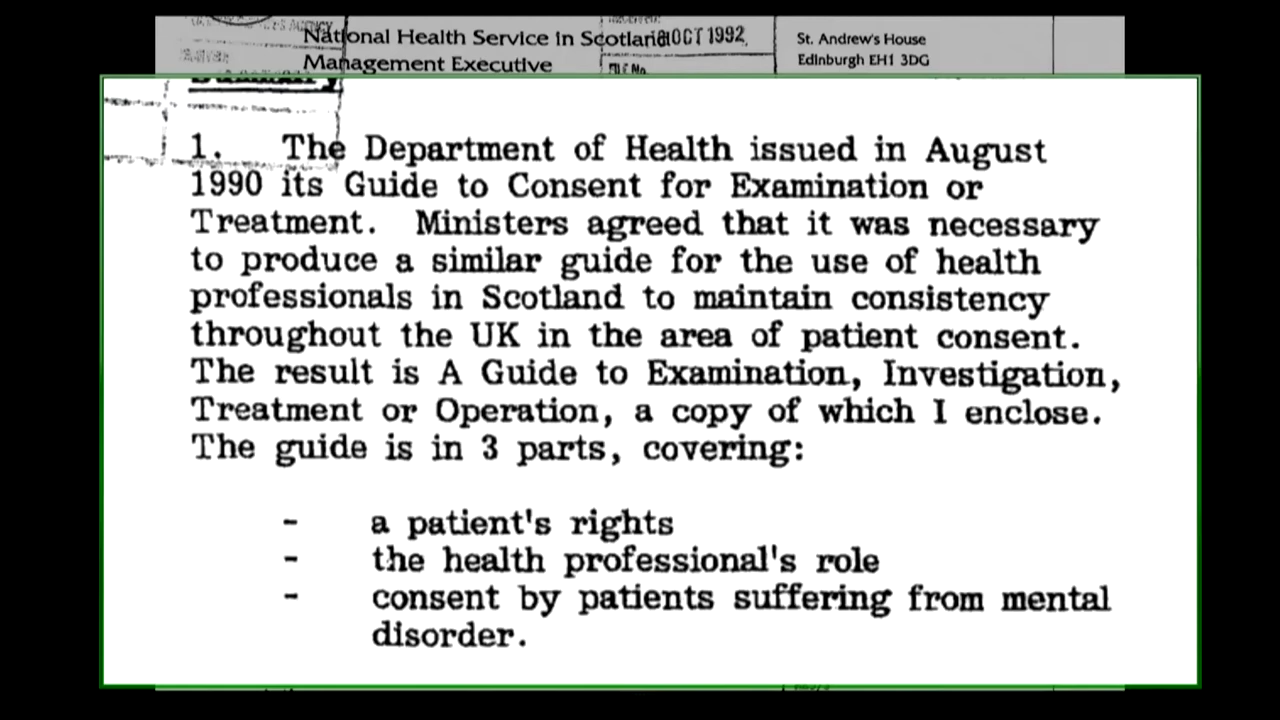 National Health Service in Scotland
OCT 1992
St. Andrew's House
Management Executive
Edinburgh EH1 3DG
Summary
1. The Department of Health issued in August
1990 its Guide to Consent for Examination or
Treatment. Ministers agreed that it was necessary
to produce a similar guide for the use of health
professionals in Scotland to maintain consistency
throughout the UK in the area of patient consent.
The result is A Guide to Examination, Investigation,
Treatment or Operation, a copy of which I enclose.
The guide is in 3 parts, covering:
- a patient's rights
- the health professional's role
- consent by patients suffering from mental
disorder.